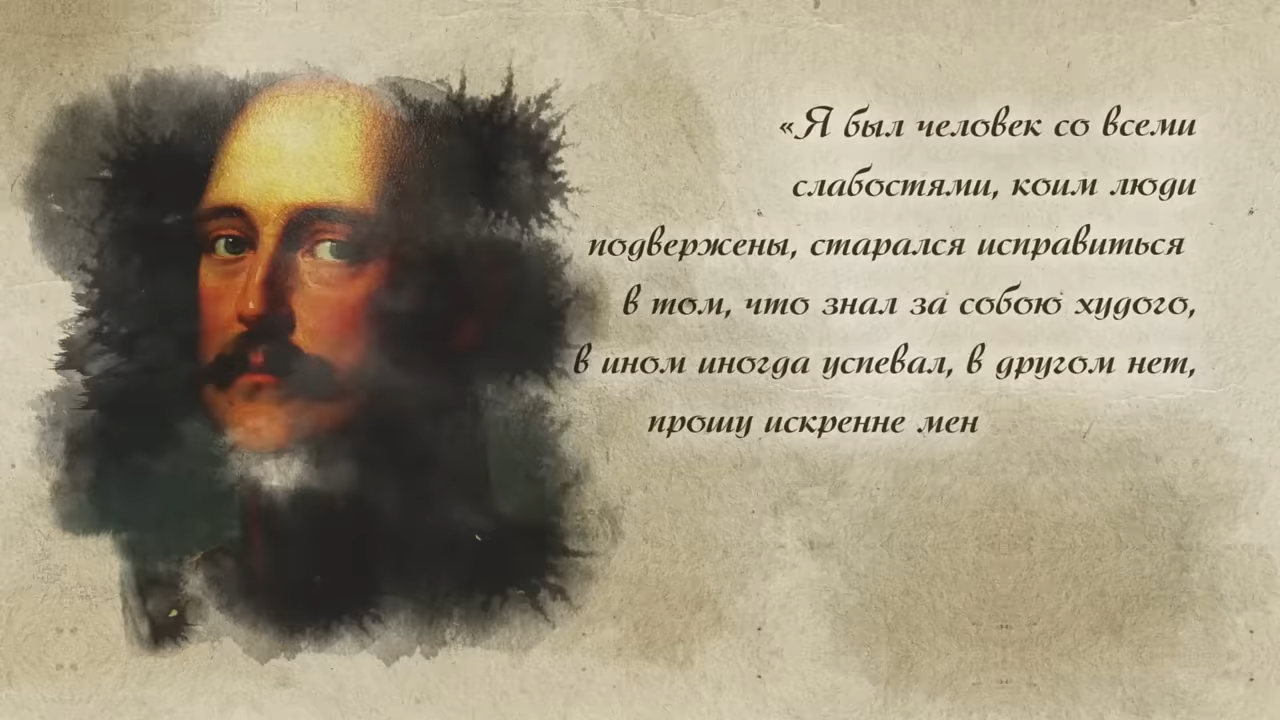 «Я был человек со всеми
слабостями, коим люди
подвержены, старался исправиться
в том, что знал за собою худого,
в ином иногда успевал, в другом нет,
прошу искренне мен